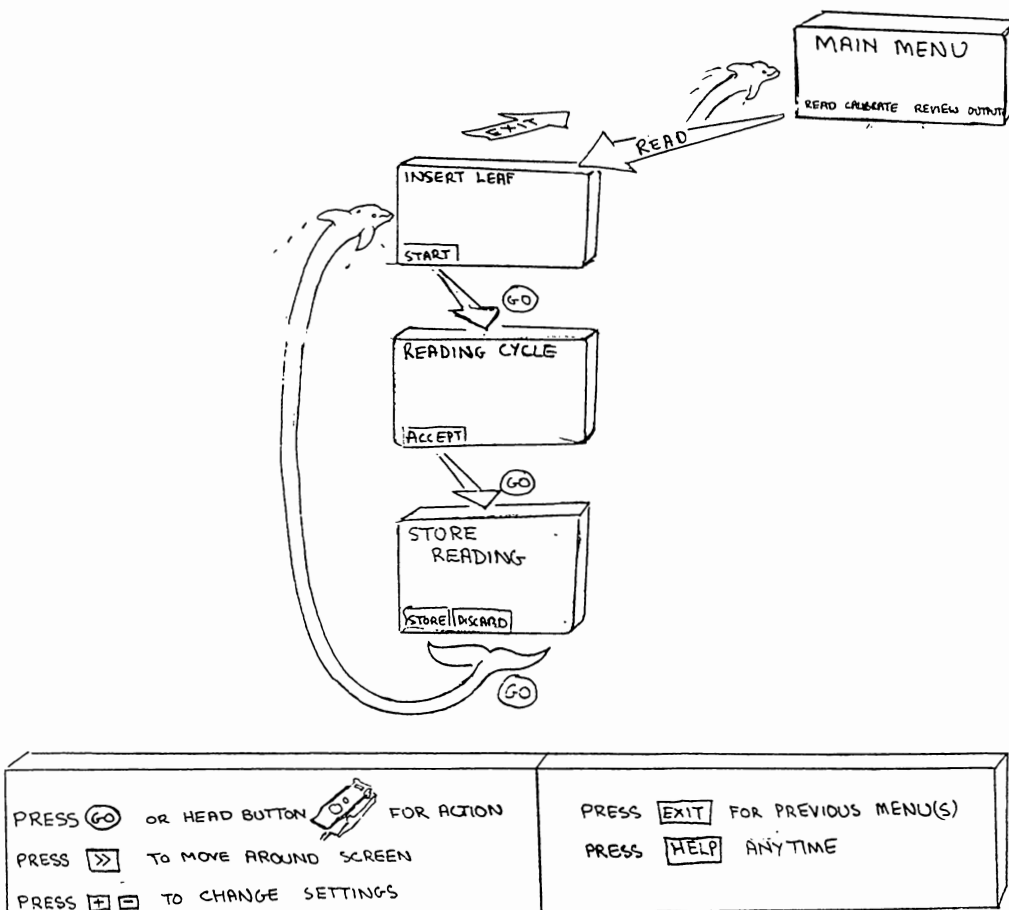 MAIN MENU
READ CALIBRATE REVIEW OUTPUT
EXIT
READ
INSERT LEAF
START
GO
READING CYCLE
ACCEPT
GO
STORE
READING
STORE DISCARD
GO
PRESS GO OR HEAD BUTTON FOR ACTION
PRESS >> TO MOVE AROUND SCREEN
PRESS + - TO CHANGE SETTINGS
PRESS EXIT FOR PREVIOUS MENU(S)
PRESS HELP ANYTIME